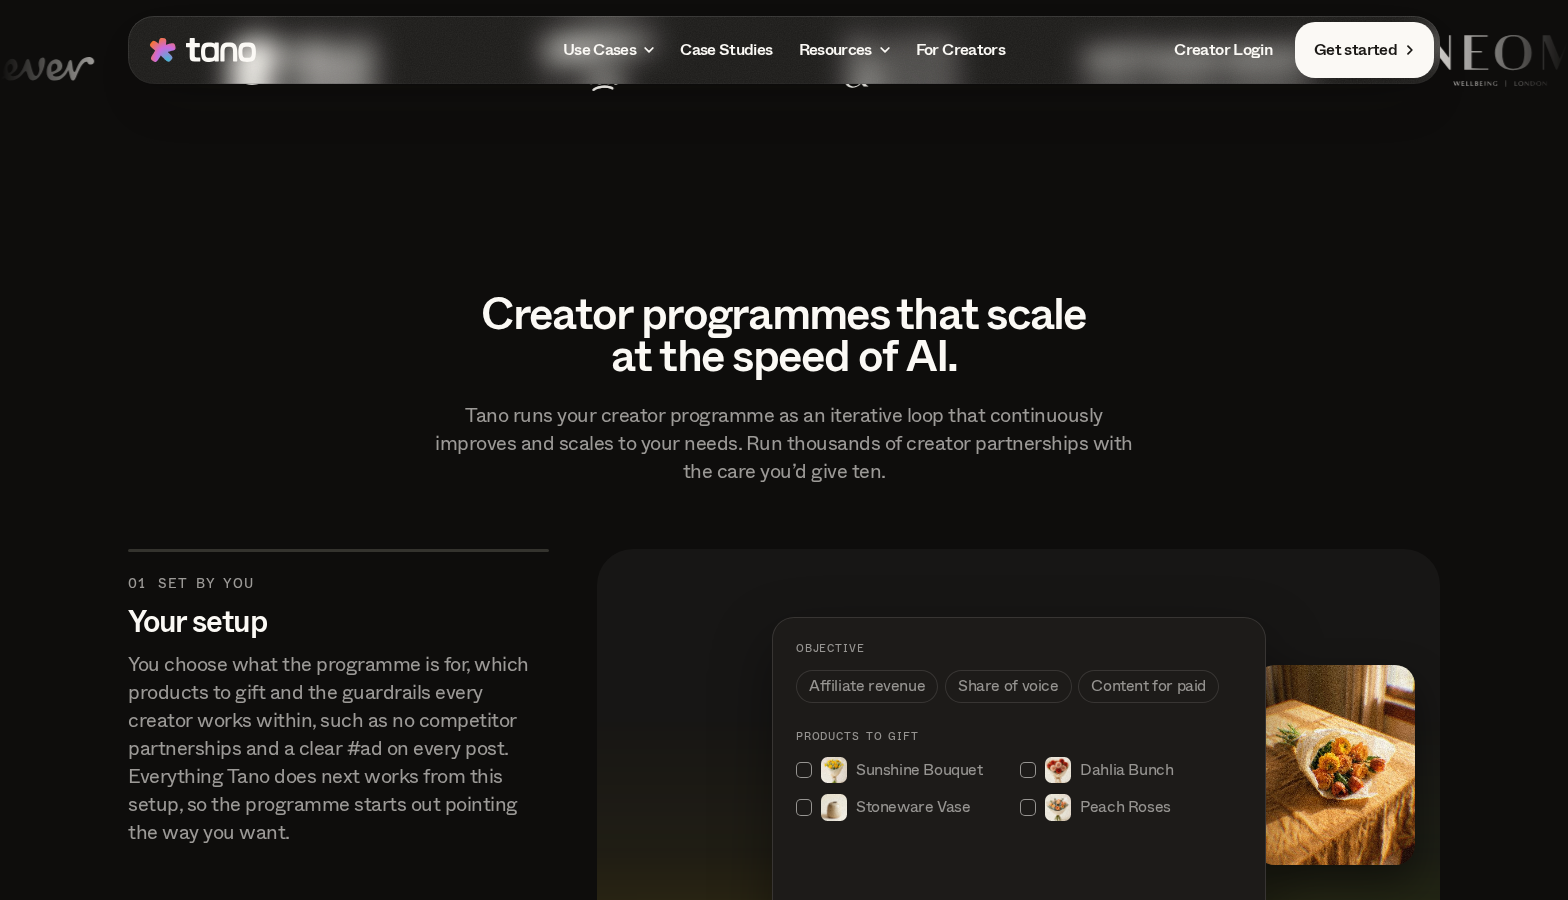 ever
tano
Use Cases
Case Studies
Resources
For Creators
Creator Login
Get started
NEOM
WELLBEING | LONDON
Creator programmes that scale
at the speed of AI.
Tano runs your creator programme as an iterative loop that continuously
improves and scales to your needs. Run thousands of creator partnerships with
the care you’d give ten.
01 SET BY YOU
Your setup
You choose what the programme is for, which
products to gift and the guardrails every
creator works within, such as no competitor
partnerships and a clear #ad on every post.
Everything Tano does next works from this
setup, so the programme starts out pointing
the way you want.
OBJECTIVE
Affiliate revenue
Share of voice
Content for paid
PRODUCTS TO GIFT
Sunshine Bouquet
Dahlia Bunch
Stoneware Vase
Peach Roses